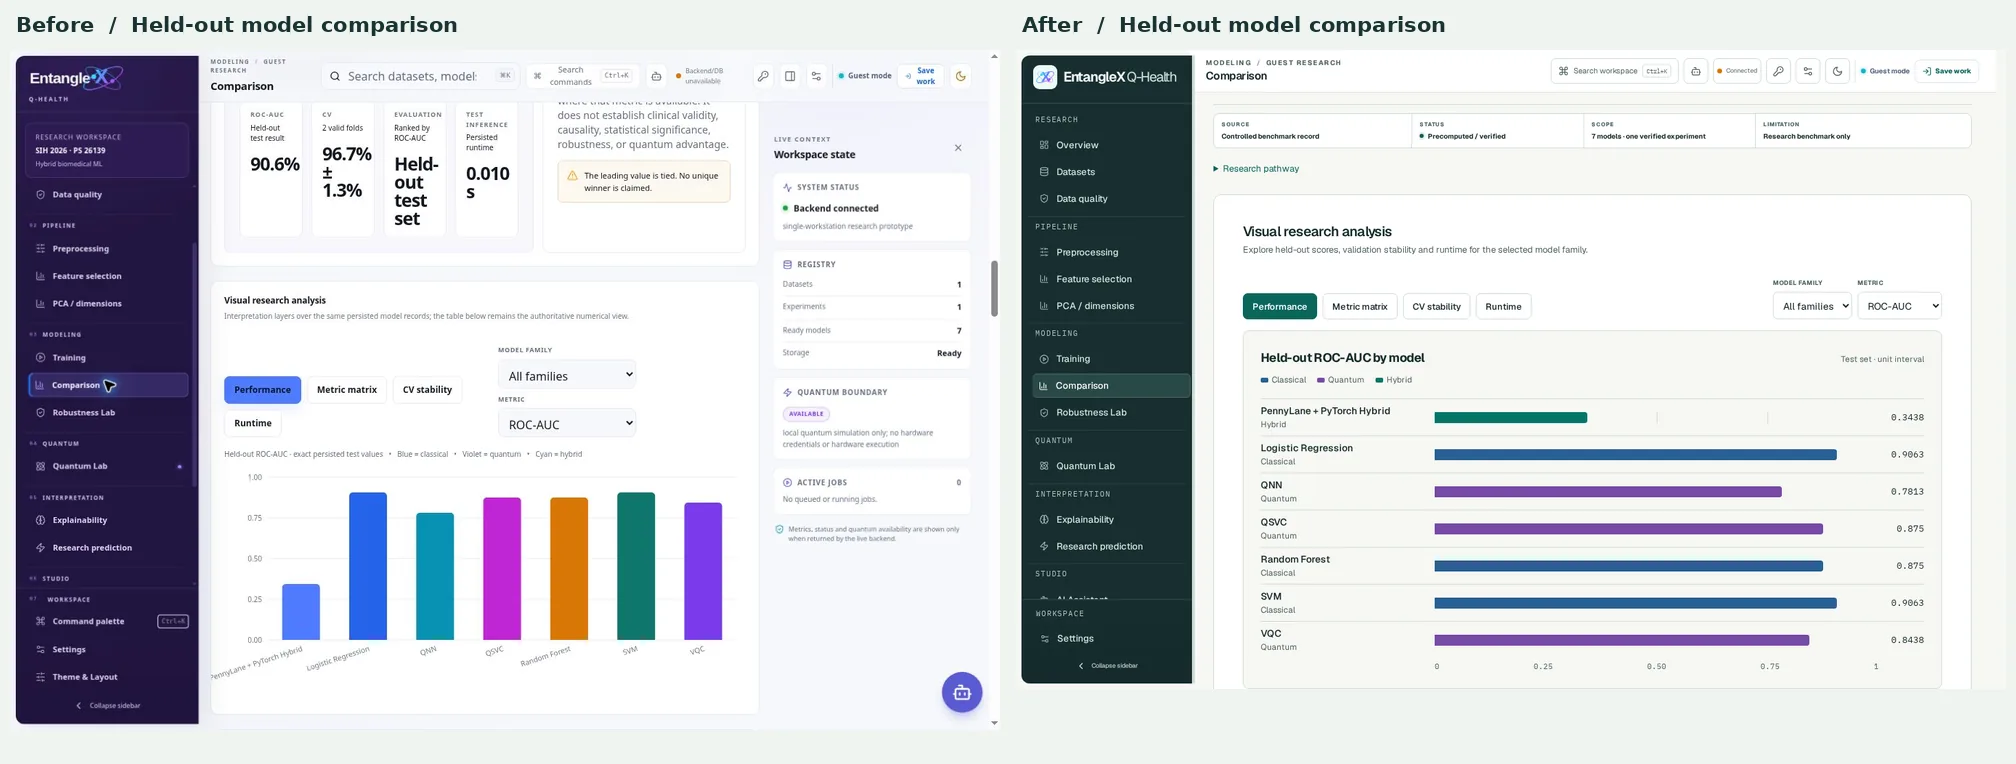 Before / Held-out model comparison
EntangleX
Q-HEALTH
RESEARCH WORKSPACE
SIH 2026 · PS 26139
Hybrid biomedical ML
Data quality
PIPELINE
Preprocessing
Feature selection
PCA / dimensions
MODELING
Training
Comparison
Robustness Lab
QUANTUM
Quantum Lab
INTERPRETATION
Explainability
Research prediction
STUDIO
WORKSPACE
Command palette Ctrl+K
Settings
Theme & Layout
Collapse sidebar
MODELING / GUEST
RESEARCH
Comparison
Search datasets, model: ⌘K
Search
commands
Ctrl+K
Backend/DB
unavailable
Guest mode
Save
work
ROC-AUC
Held-out
test result
90.6%
CV
2 valid folds
96.7%
±
1.3%
EVALUATION
Ranked by
ROC-AUC
Held-
out
test
set
TEST
INFERENCE
Persisted
runtime
0.010
s
where that metric is available. It
does not establish clinical validity,
causality, statistical significance,
robustness, or quantum advantage.
The leading value is tied. No unique
winner is claimed.
Visual research analysis
Interpretation layers over the same persisted model records; the table below remains the authoritative numerical view.
Performance Metric matrix CV stability
Runtime
MODEL FAMILY
All families
METRIC
ROC-AUC
Held-out ROC-AUC · exact persisted test values • Blue = classical • Violet = quantum • Cyan = hybrid
1.00
0.75
0.50
0.25
0.00
PennyLane + PyTorch Hybrid
Logistic Regression
QNN
QSVC
Random Forest
SVM
VQC
LIVE CONTEXT
Workspace state
SYSTEM STATUS
Backend connected
single-workstation research prototype
REGISTRY
Datasets 1
Experiments 1
Ready models 7
Storage Ready
QUANTUM BOUNDARY
AVAILABLE
local quantum simulation only; no hardware
credentials or hardware execution
ACTIVE JOBS 0
No queued or running jobs.
Metrics, status and quantum availability are shown only
when returned by the live backend.
After / Held-out model comparison
EntangleX Q-Health
RESEARCH
Overview
Datasets
Data quality
PIPELINE
Preprocessing
Feature selection
PCA / dimensions
MODELING
Training
Comparison
Robustness Lab
QUANTUM
Quantum Lab
INTERPRETATION
Explainability
Research prediction
STUDIO
AI Assistant
WORKSPACE
Settings
Collapse sidebar
MODELING / GUEST RESEARCH
Comparison
Search workspace Ctrl+K
Connected
Guest mode
Save work
SOURCE
Controlled benchmark record
STATUS
Precomputed / verified
SCOPE
7 models · one verified experiment
LIMITATION
Research benchmark only
Research pathway
Visual research analysis
Explore held-out scores, validation stability and runtime for the selected model family.
Performance Metric matrix CV stability Runtime
MODEL FAMILY
All families
METRIC
ROC-AUC
Held-out ROC-AUC by model
Test set · unit interval
Classical Quantum Hybrid
PennyLane + PyTorch Hybrid
Hybrid
0.3438
Logistic Regression
Classical
0.9063
QNN
Quantum
0.7813
QSVC
Quantum
0.875
Random Forest
Classical
0.875
SVM
Classical
0.9063
VQC
Quantum
0.8438
0 0.25 0.50 0.75 1